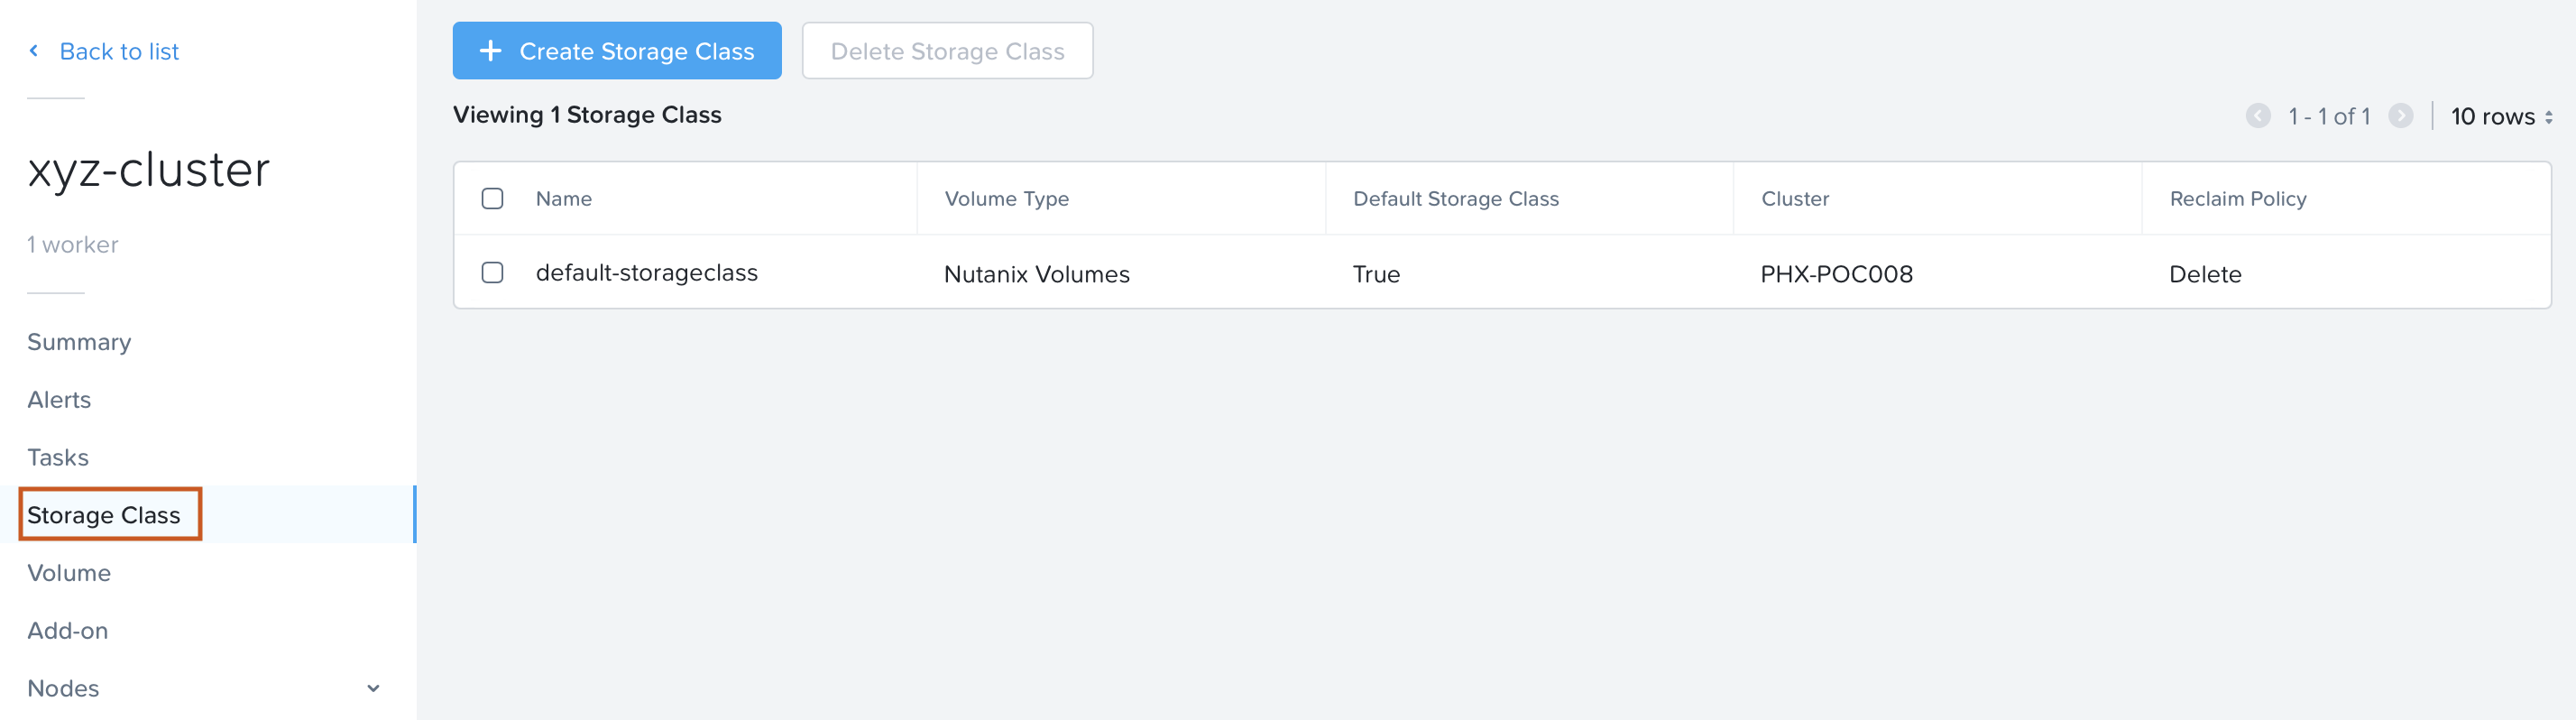 Back to list
xyz-cluster
1 worker
Summary
Alerts
Tasks
Storage Class
Volume
Add-on
Nodes
Create Storage Class
Delete Storage Class
Viewing 1 Storage Class
1 - 1 of 1
10 rows
Name Volume Type Default Storage Class Cluster Reclaim Policy
default-storageclass Nutanix Volumes True PHX-POC008 Delete